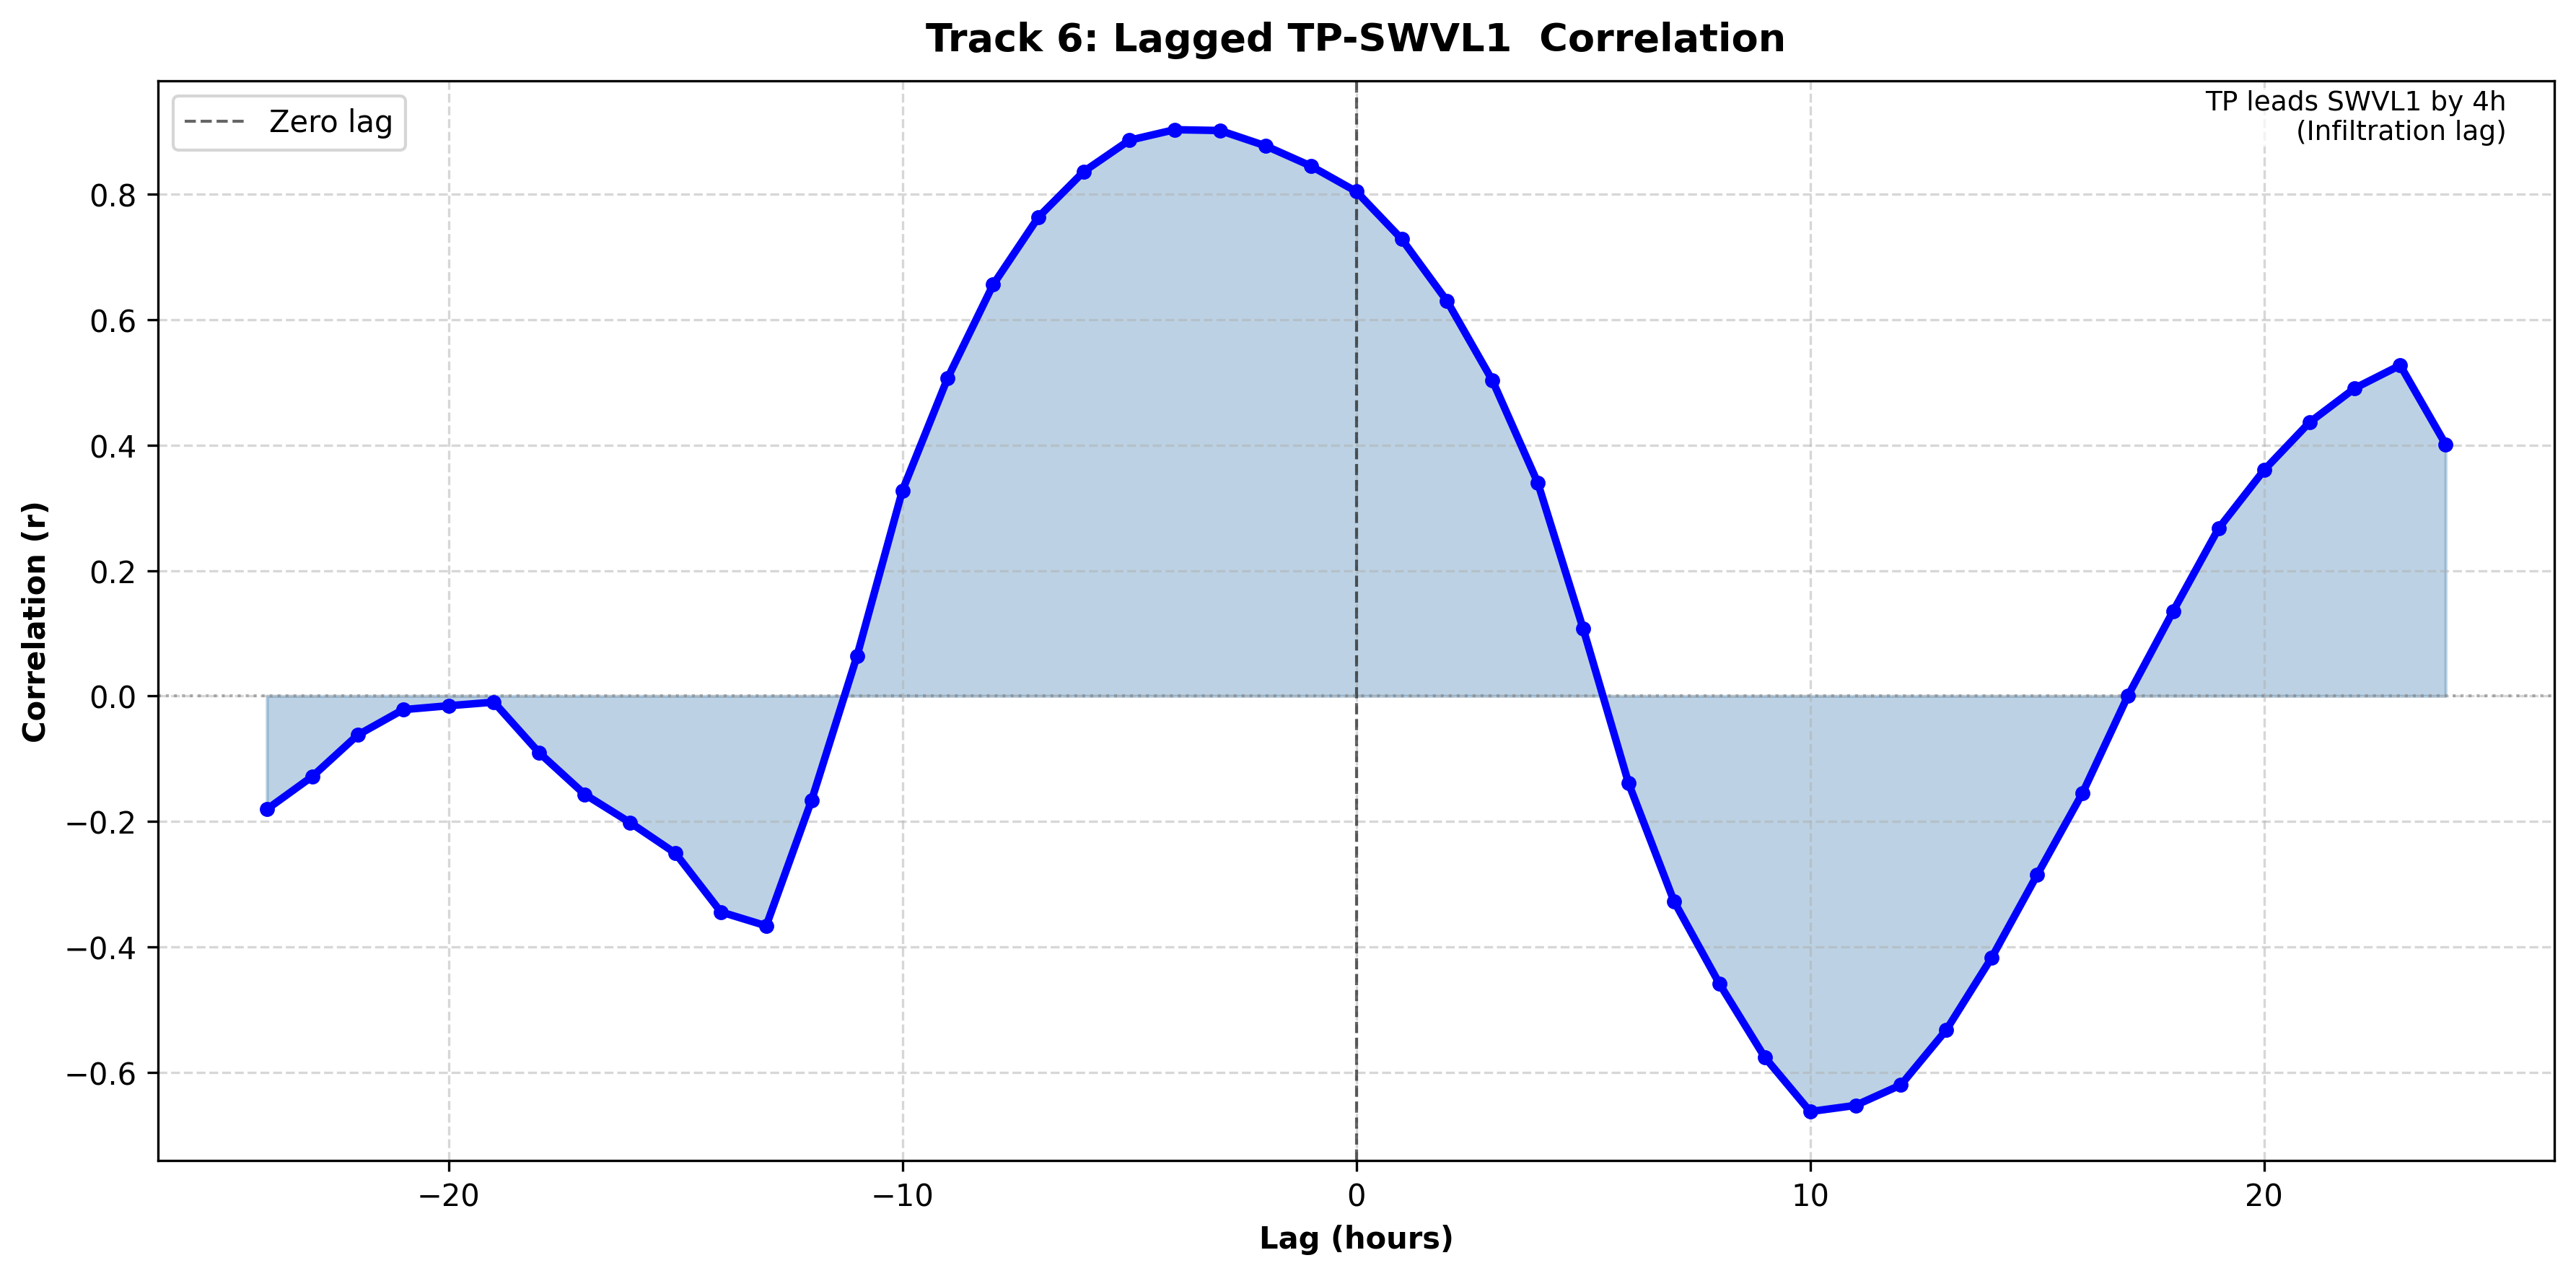 Track 6: Lagged TP-SWVL1  Correlation
Zero lag
TP leads SWVL1 by 4h
(Infiltration lag)
Correlation (r)
0.8
0.6
0.4
0.2
0.0
−0.2
−0.4
−0.6
−20
−10
0
10
20
Lag (hours)